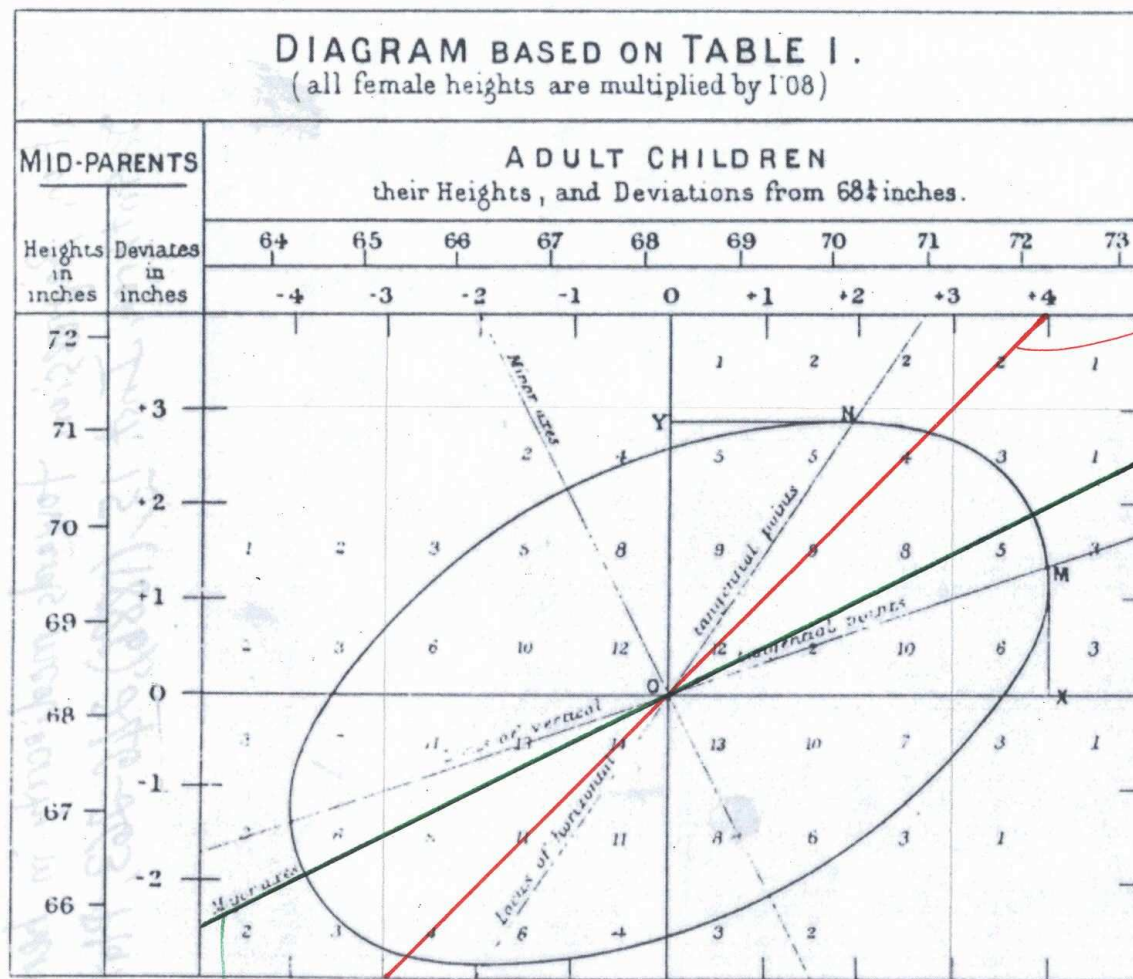 DIAGRAM BASED ON TABLE I.
(all female heights are multiplied by 1·08)
MID-PARENTS
ADULT CHILDREN
their Heights, and Deviations from 68¼ inches.
Heights in inches
Deviates in inches
64 65 66 67 68 69 70 71 72 73
-4 -3 -2 -1 0 +1 +2 +3 +4
72
1 2 2 2 1
Minor axes
+3
71
Y N
2 4 5 5 4 3 1
+2
70
tangential points
1 2 3 5 8 9 9 8 5 3
M
+1
69
tangential points
3 6 10 12 12 2 10 6 3
0
O
X
68
of vertical
3 11 13 14 13 10 7 3 1
-1
67
Locus of horizontal
2 6 11 11 8 6 3 1
-2
66
Major axes
2 3 4 6 4 3 2